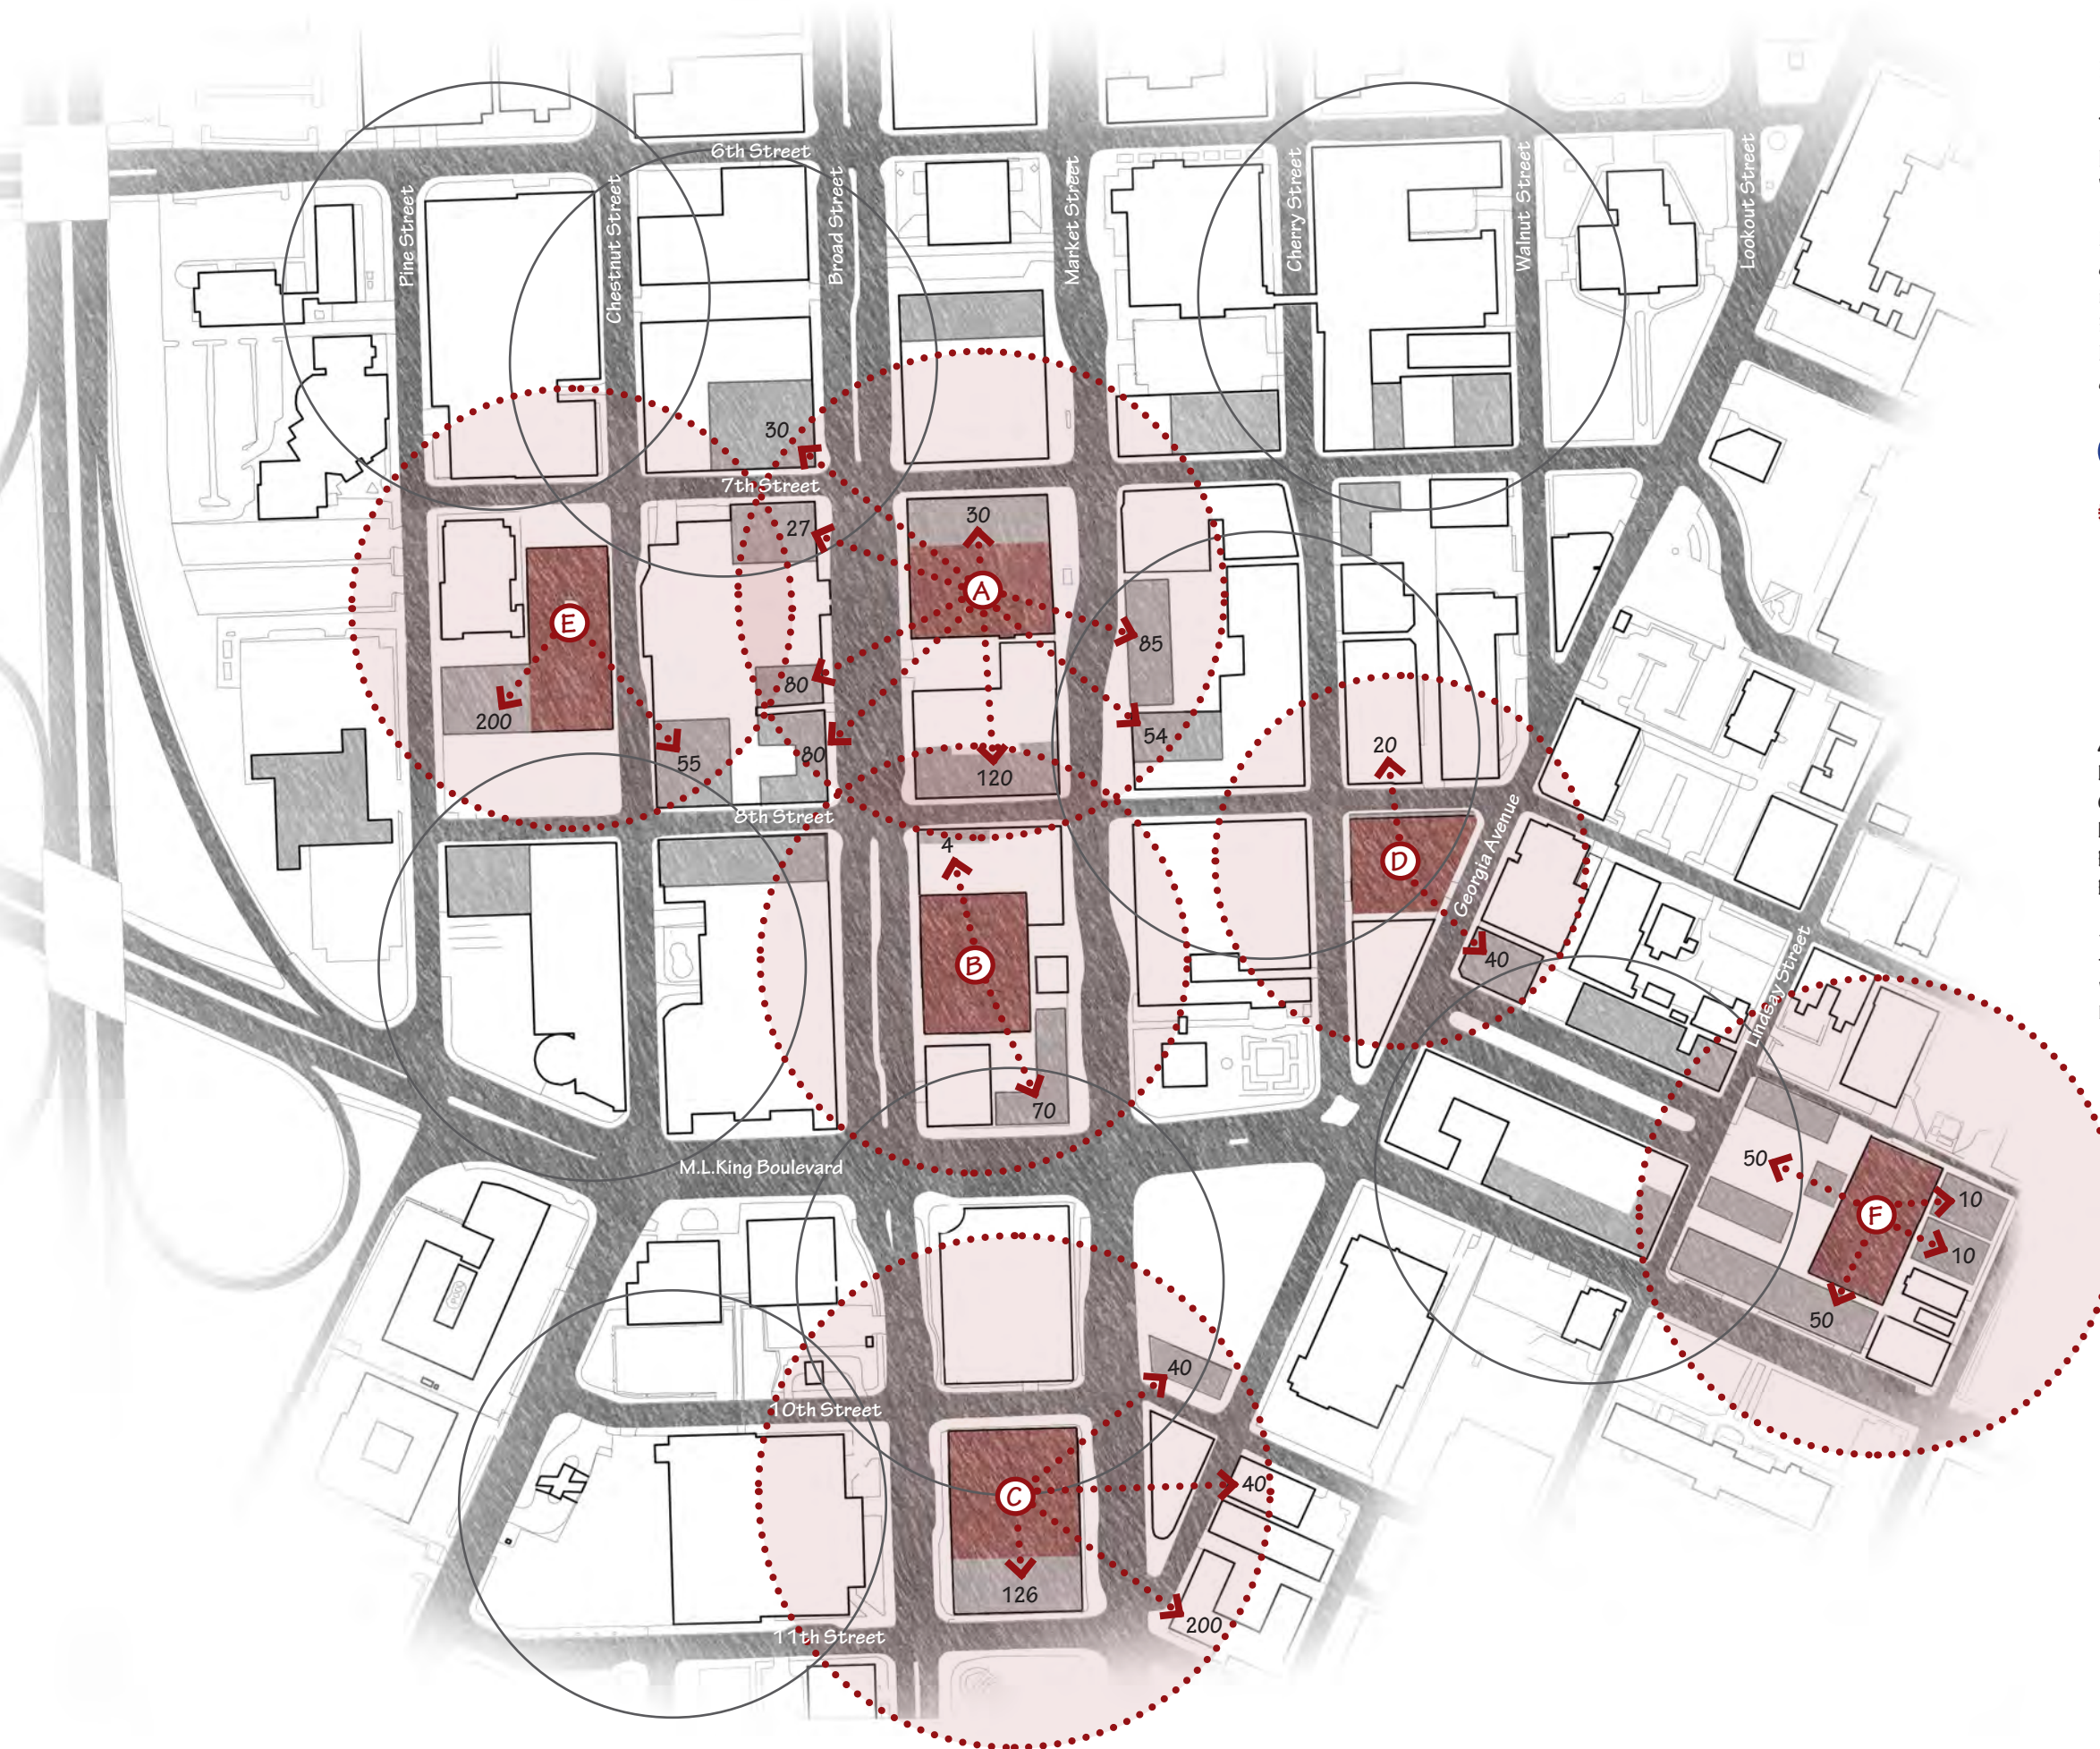 6th Street
Pine Street
Chestnut Street
Broad Street
Market Street
Cherry Street
Walnut Street
Lookout Street
30
7th Street
27
30
A
85
E
80
54
200
55
80
120
20
8th Street
4
D
Georgia Avenue
B
40
Lindsay Street
70
M.L.King Boulevard
50
10
F
10
50
POOL
40
10th Street
C
40
126
200
11th Street